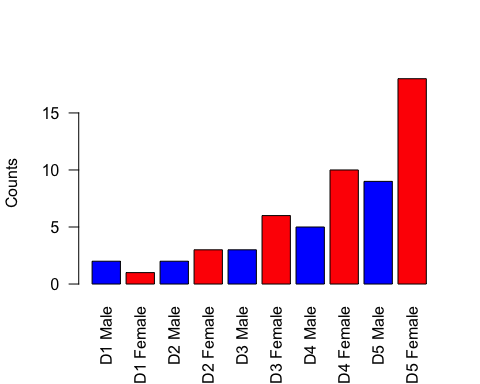 Counts
15
10
5
0
D1 Male
D1 Female
D2 Male
D2 Female
D3 Male
D3 Female
D4 Male
D4 Female
D5 Male
D5 Female